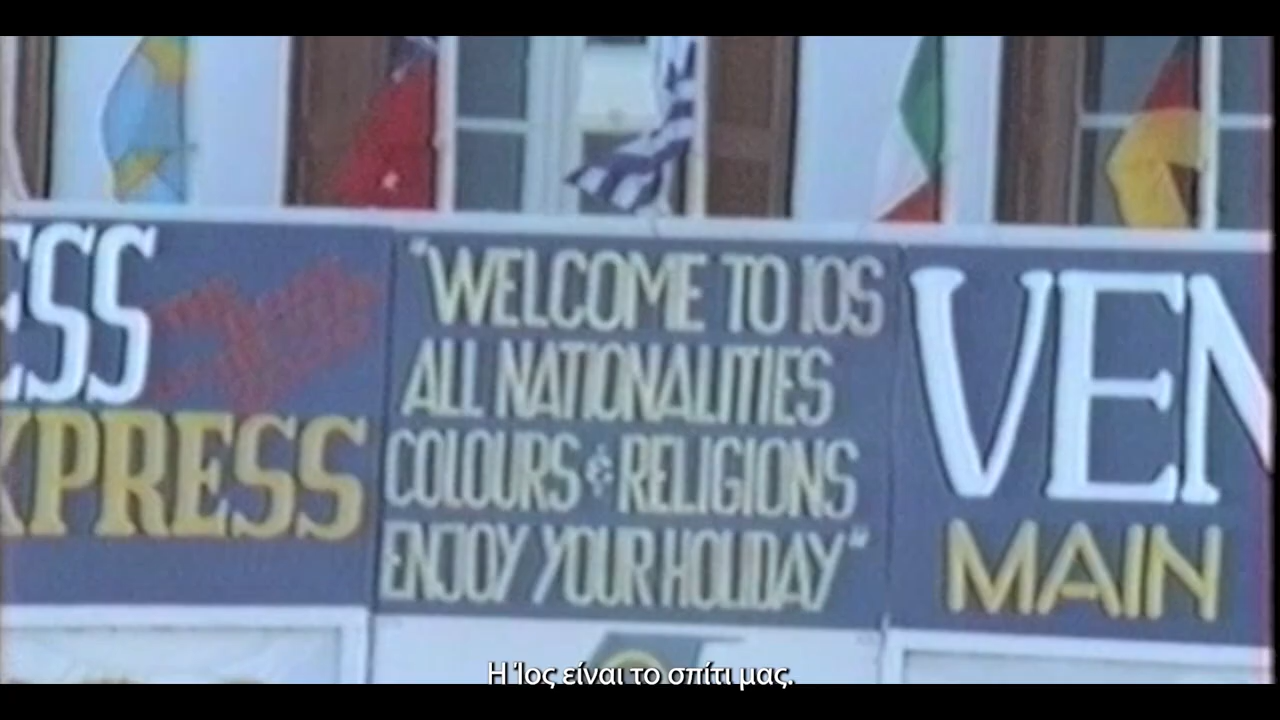 ESS
XPRESS
"WELCOME TO IOS
ALL NATIONALITIES
COLOURS & RELIGIONS
ENJOY YOUR HOLIDAY"
VEN
MAIN
Η Ίος είναι το σπίτι μας.